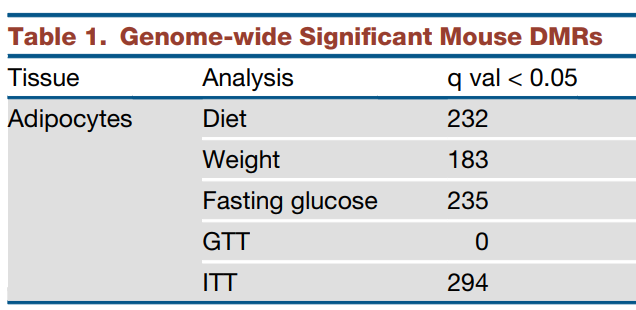 Table 1. Genome-wide Significant Mouse DMRs
Tissue Analysis q val < 0.05
Adipocytes Diet 232
Weight 183
Fasting glucose 235
GTT 0
ITT 294